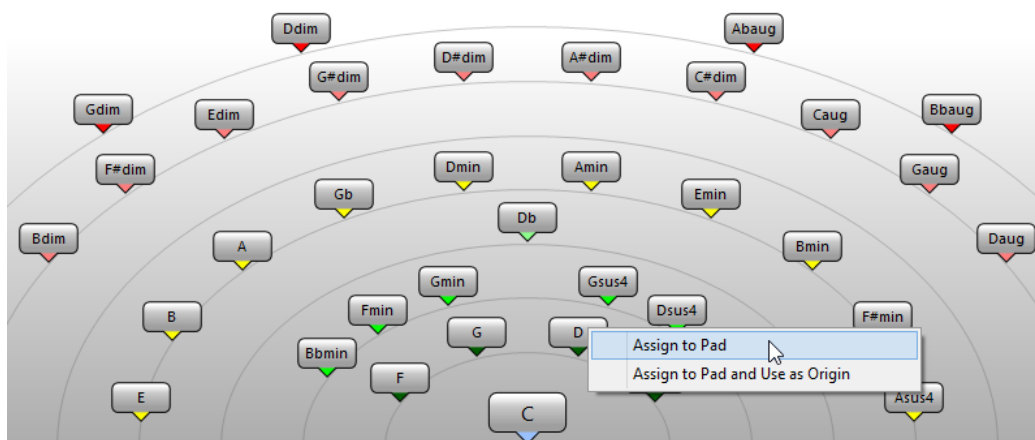 Ddim
Abaug
D#dim
A#dim
G#dim
C#dim
Gdim
Edim
Caug
Bbaug
F#dim
Dmin
Amin
Gaug
Gb
Emin
Db
Bdim
A
Bmin
Daug
Gmin
Gsus4
Fmin
Dsus4
B
F#min
G
D
Assign to Pad
Bbmin
F
Assign to Pad and Use as Origin
E
Asus4
C